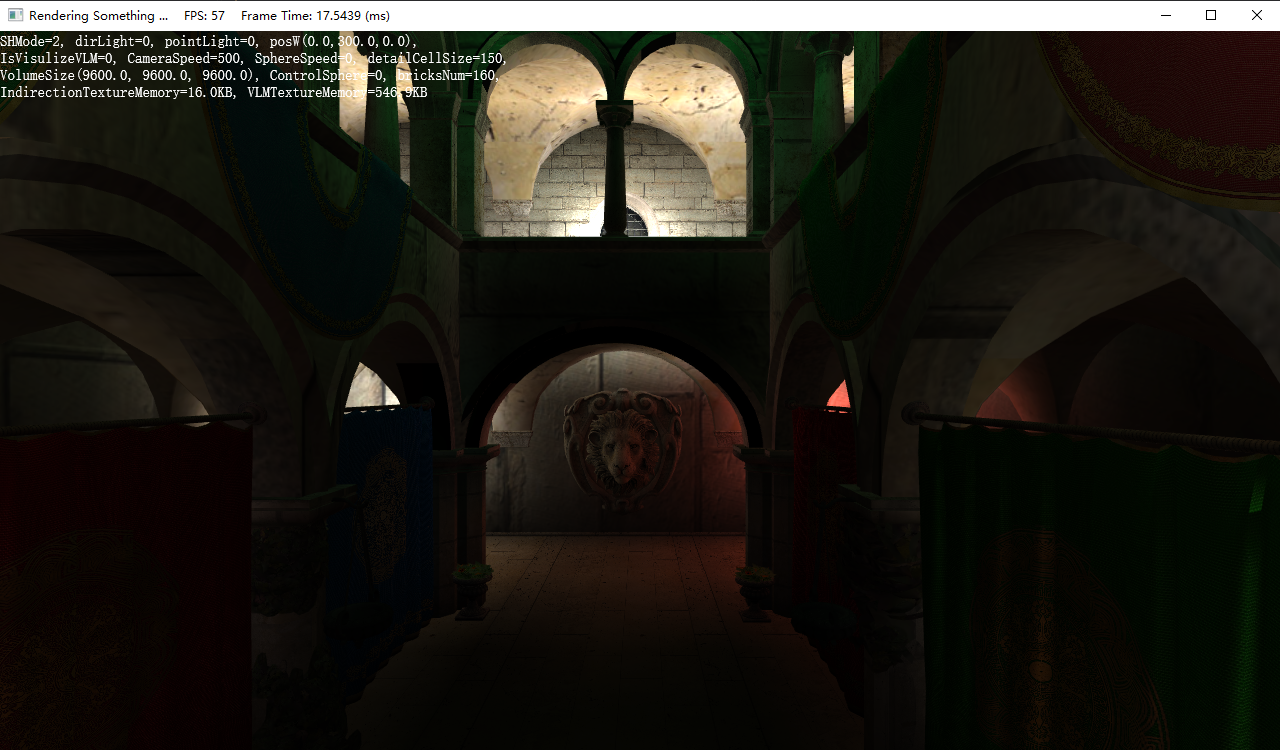 Rendering Something ... FPS: 57 Frame Time: 17.5439 (ms)
SHMode=2, dirLight=0, pointLight=0, posW(0.0,300.0,0.0),
IsVisulizeVLM=0, CameraSpeed=500, SphereSpeed=0, detailCellSize=150,
VolumeSize(9600.0, 9600.0, 9600.0), ControlSphere=0, bricksNum=160,
IndirectionTextureMemory=16.0KB, VLMTextureMemory=546.9KB